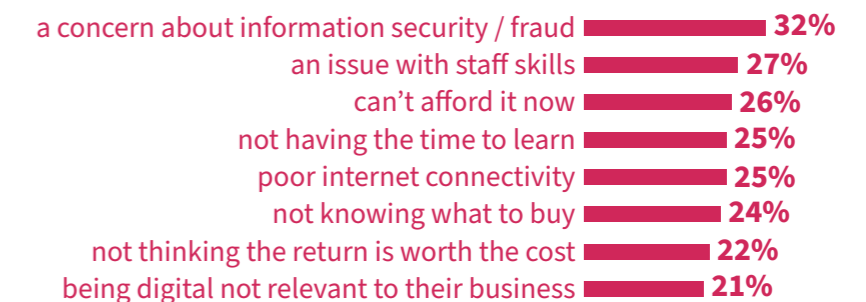 a concern about information security / fraud 32%
an issue with staff skills 27%
can't afford it now 26%
not having the time to learn 25%
poor internet connectivity 25%
not knowing what to buy 24%
not thinking the return is worth the cost 22%
being digital not relevant to their business 21%